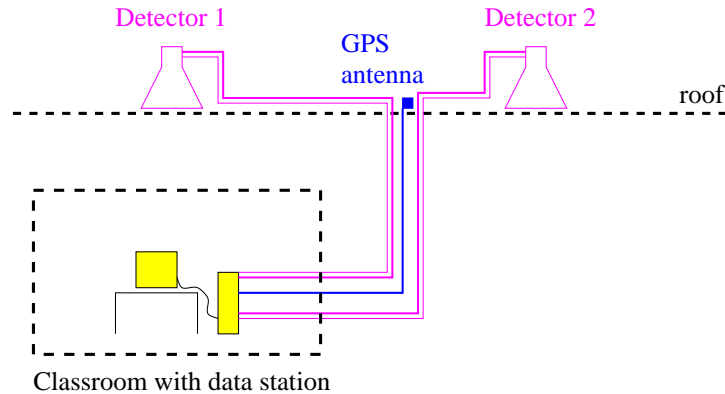 Detector 1
Detector 2
GPS
antenna
roof
Classroom with data station